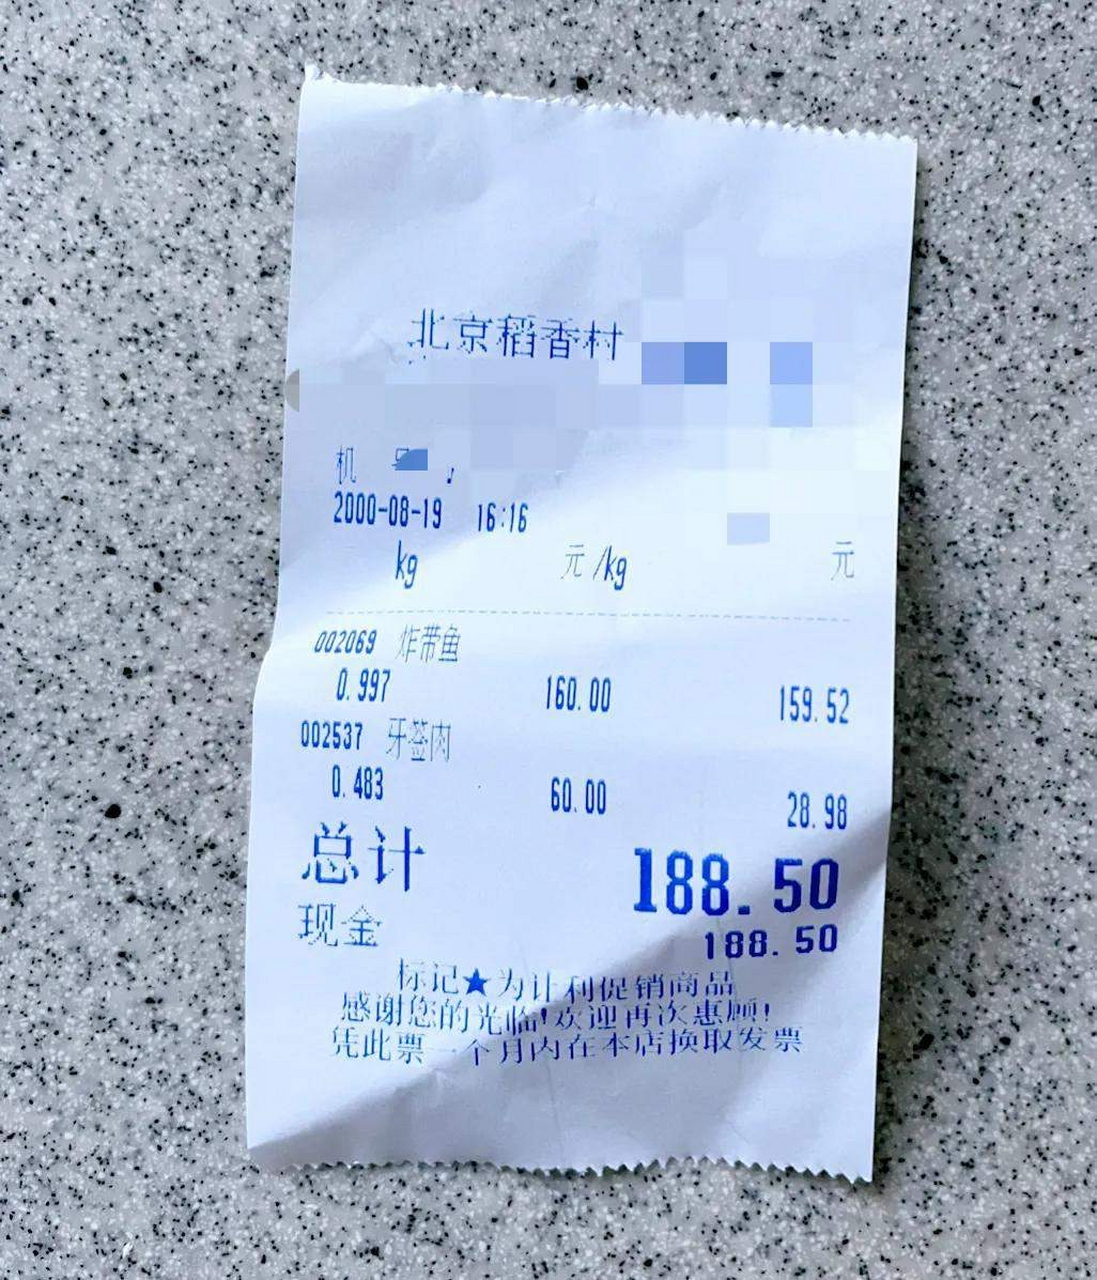 北京稻香村
机 号
2000-08-19 16:16
kg 元/kg 元
002069 炸带鱼
0.997 160.00 159.52
002537 牙签肉
0.483 60.00 28.98
总计 188.50
现金 188.50
标记★为让利促销商品
感谢您的光临!欢迎再次惠顾!
凭此票一个月内在本店换取发票